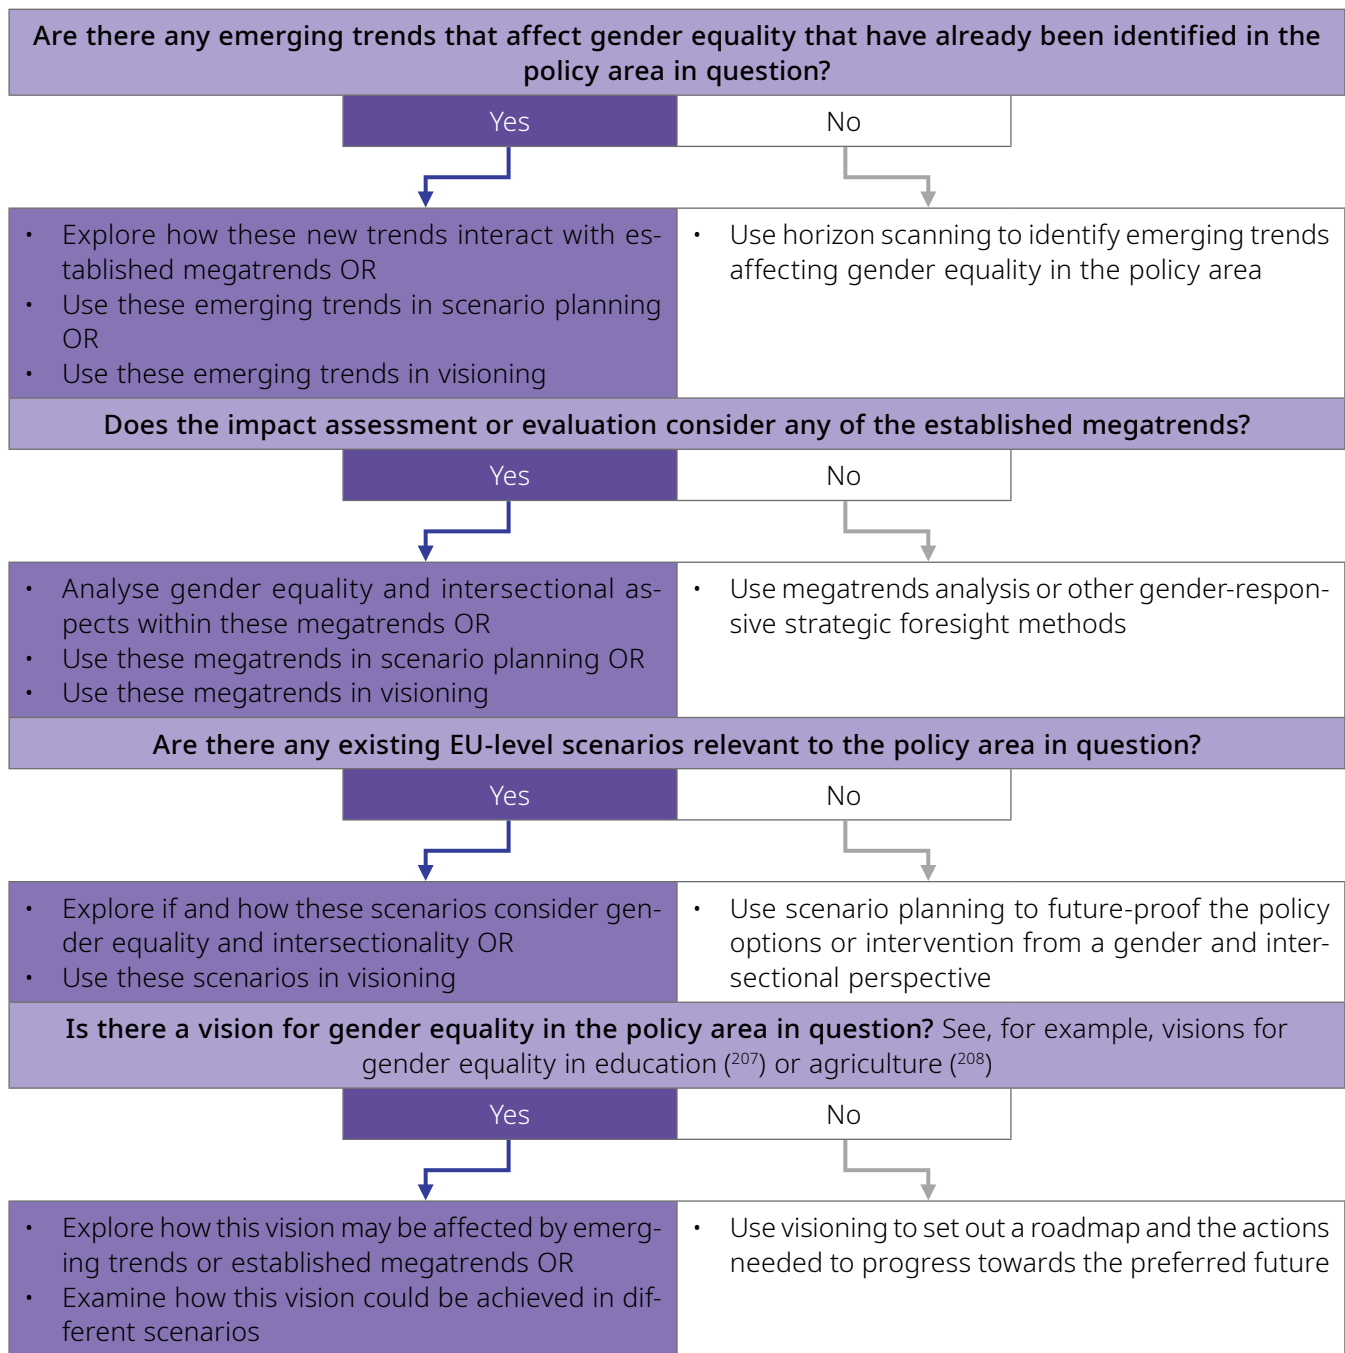 Are there any emerging trends that affect gender equality that have already been identified in the
policy area in question?
Yes
No
• Explore how these new trends interact with es-
tablished megatrends OR
• Use these emerging trends in scenario planning
OR
• Use these emerging trends in visioning
• Use horizon scanning to identify emerging trends
affecting gender equality in the policy area
Does the impact assessment or evaluation consider any of the established megatrends?
Yes
No
• Analyse gender equality and intersectional as-
pects within these megatrends OR
• Use these megatrends in scenario planning OR
• Use these megatrends in visioning
• Use megatrends analysis or other gender-respon-
sive strategic foresight methods
Are there any existing EU-level scenarios relevant to the policy area in question?
Yes
No
• Explore if and how these scenarios consider gen-
der equality and intersectionality OR
• Use these scenarios in visioning
• Use scenario planning to future-proof the policy
options or intervention from a gender and inter-
sectional perspective
Is there a vision for gender equality in the policy area in question? See, for example, visions for
gender equality in education (207) or agriculture (208)
Yes
No
• Explore how this vision may be affected by emerg-
ing trends or established megatrends OR
• Examine how this vision could be achieved in dif-
ferent scenarios
• Use visioning to set out a roadmap and the actions
needed to progress towards the preferred future